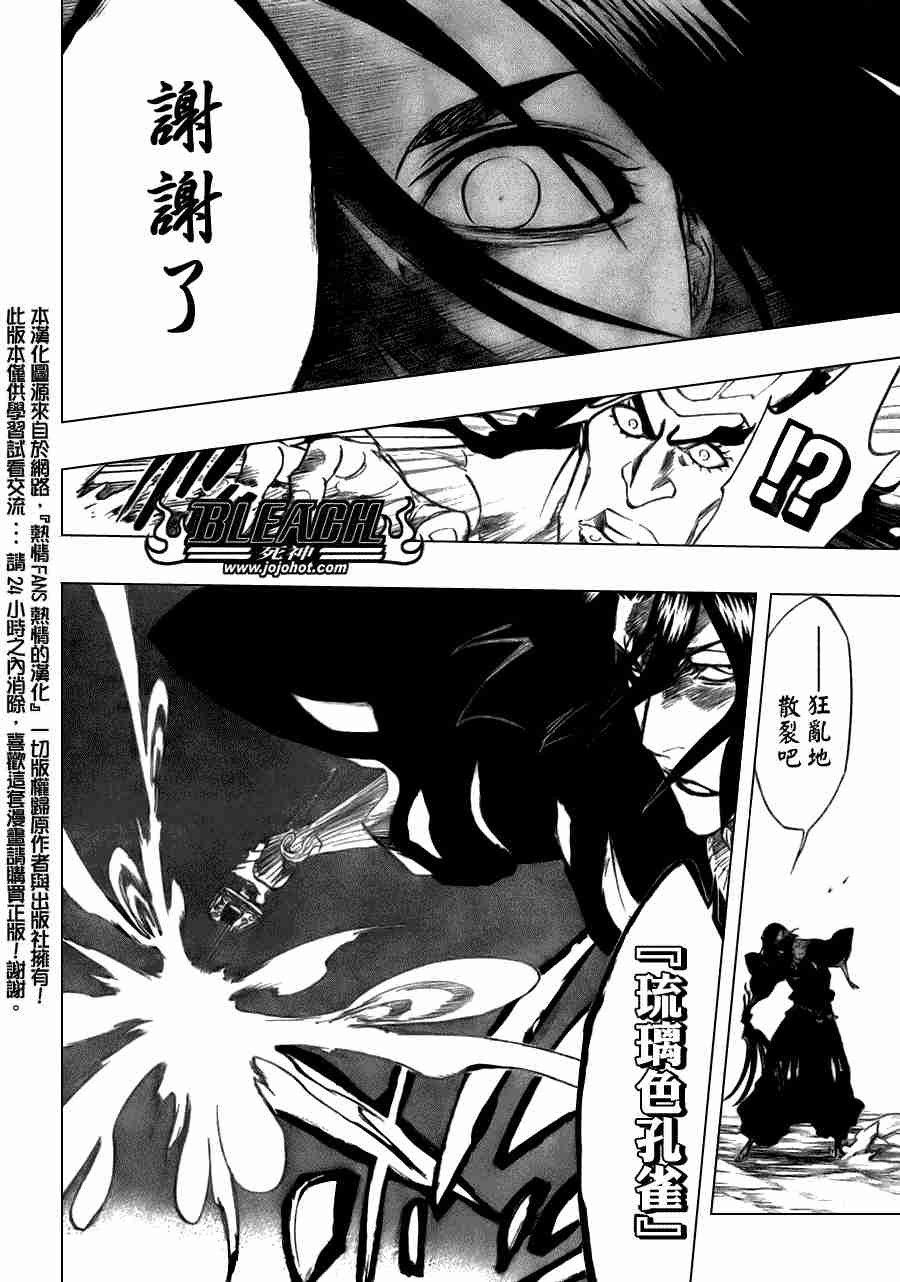 謝謝了
!?
BLEACH
死神
www.jojohot.com
——狂亂地
散裂吧
『琉璃色孔雀』
本漢化圖源來自於網路，『熱情FANS熱情的漢化』一切版權歸原作者與出版社擁有！
此版本僅供學習試看交流…請24小時之內消除，喜歡這套漫畫請購買正版！謝謝。